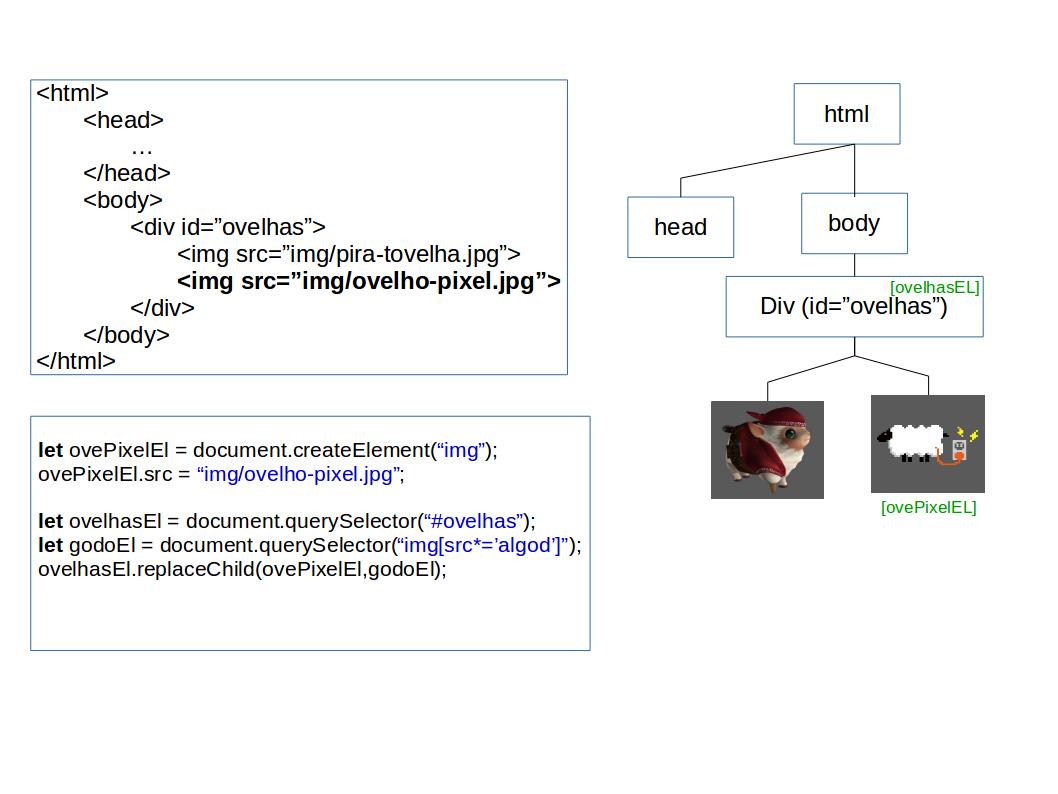 <html>
<head>
…
</head>
<body>
<div id=”ovelhas”>
<img src=”img/pira-tovelha.jpg”>
<img src=”img/ovelho-pixel.jpg”>
</div>
</body>
</html>
let ovePixelEl = document.createElement(“img”);
ovePixelEl.src = “img/ovelho-pixel.jpg”;
let ovelhasEl = document.querySelector(“#ovelhas”);
let godoEl = document.querySelector(“img[src*=’algod’]”);
ovelhasEl.replaceChild(ovePixelEl,godoEl);
html
head
body
[ovelhasEL]
Div (id=”ovelhas”)
[ovePixelEL]